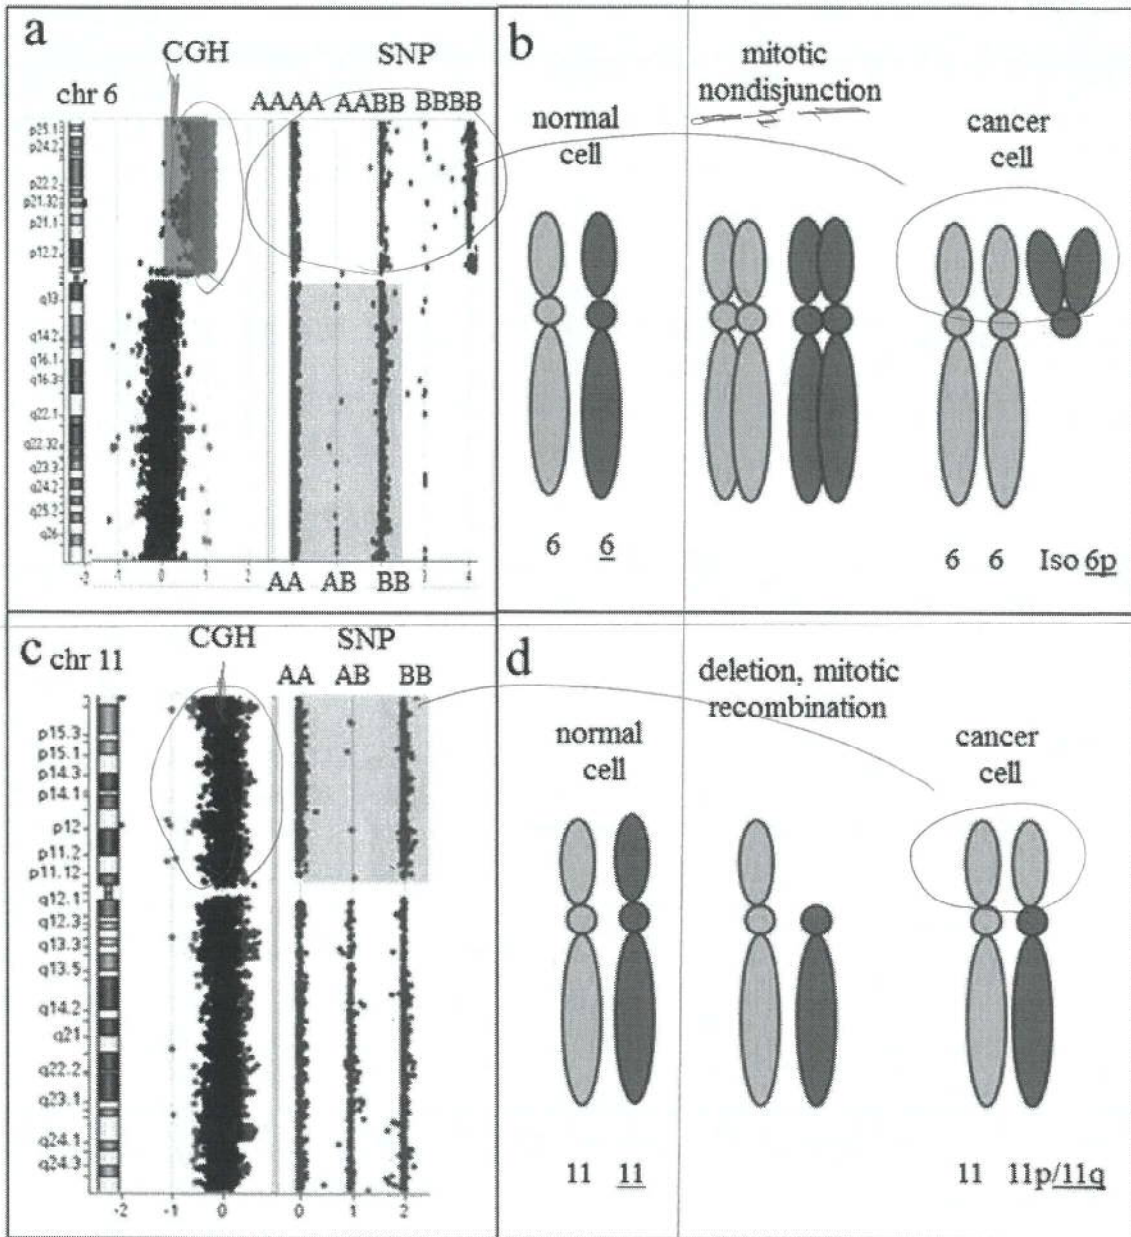 a
CGH SNP
chr 6
AAAA AABB BBBB
p25.1
p24.2
p22.2
p21.32
p21.1
p12.2
q13
q14.2
q16.1
q16.3
q22.1
q22.32
q23.3
q24.2
q25.2
q26
-2 -1 0 1 2 3 4
AA AB BB
b
mitotic
nondisjunction
normal
cell
cancer
cell
6 6 6 6 Iso 6p
c chr 11
CGH SNP
AA AB BB
p15.3
p15.1
p14.3
p14.1
p12
p11.2
p11.12
q12.1
q12.3
q13.3
q13.5
q14.2
q21
q22.2
q23.1
q24.1
q24.3
-2 -1 0 0 1 2
d
deletion, mitotic
recombination
normal
cell
cancer
cell
11 11 11 11p/11q